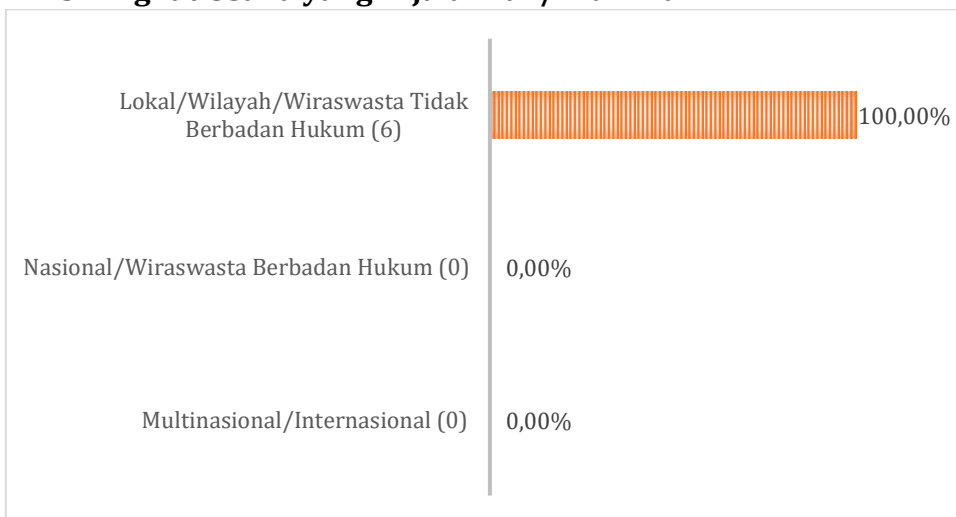 Lokal/Wilayah/Wiraswasta Tidak
Berbadan Hukum (6)
100,00%
Nasional/Wiraswasta Berbadan Hukum (0)
0,00%
Multinasional/Internasional (0)
0,00%